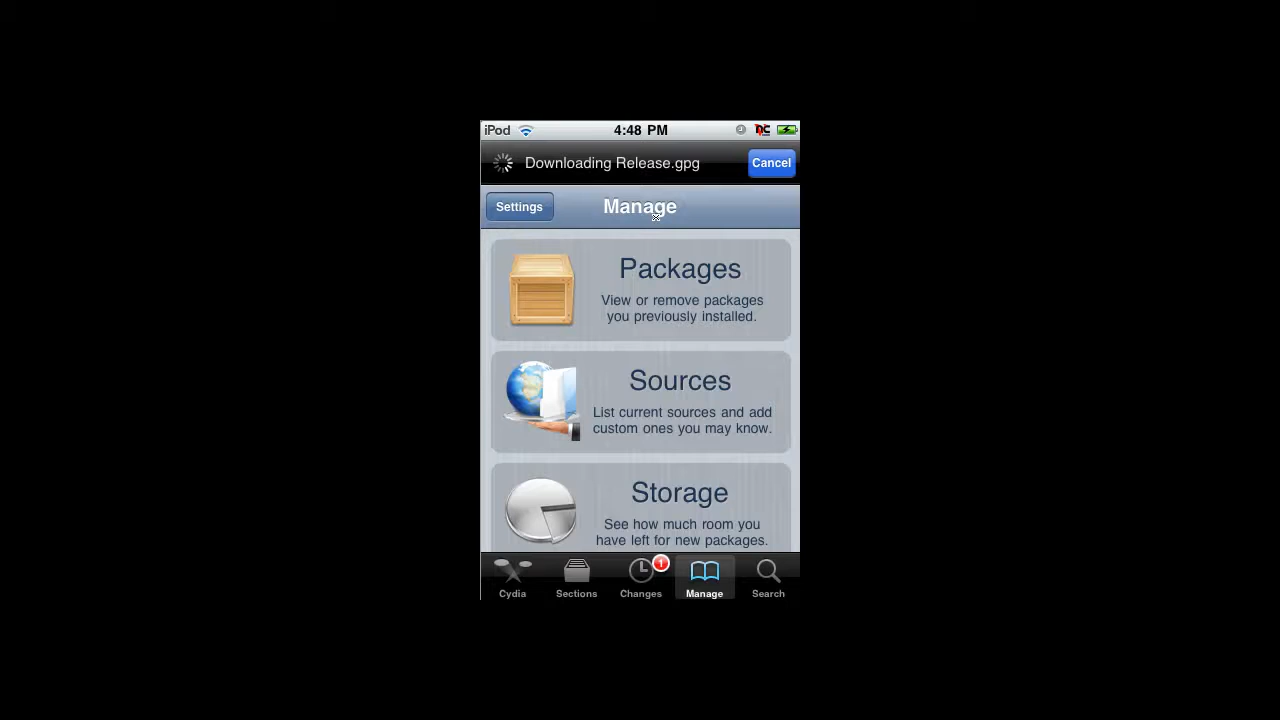 iPod 4:48 PM
Downloading Release.gpg Cancel
Settings Manage
Packages
View or remove packages
you previously installed.
Sources
List current sources and add
custom ones you may know.
Storage
See how much room you
have left for new packages.
1
Cydia Sections Changes Manage Search